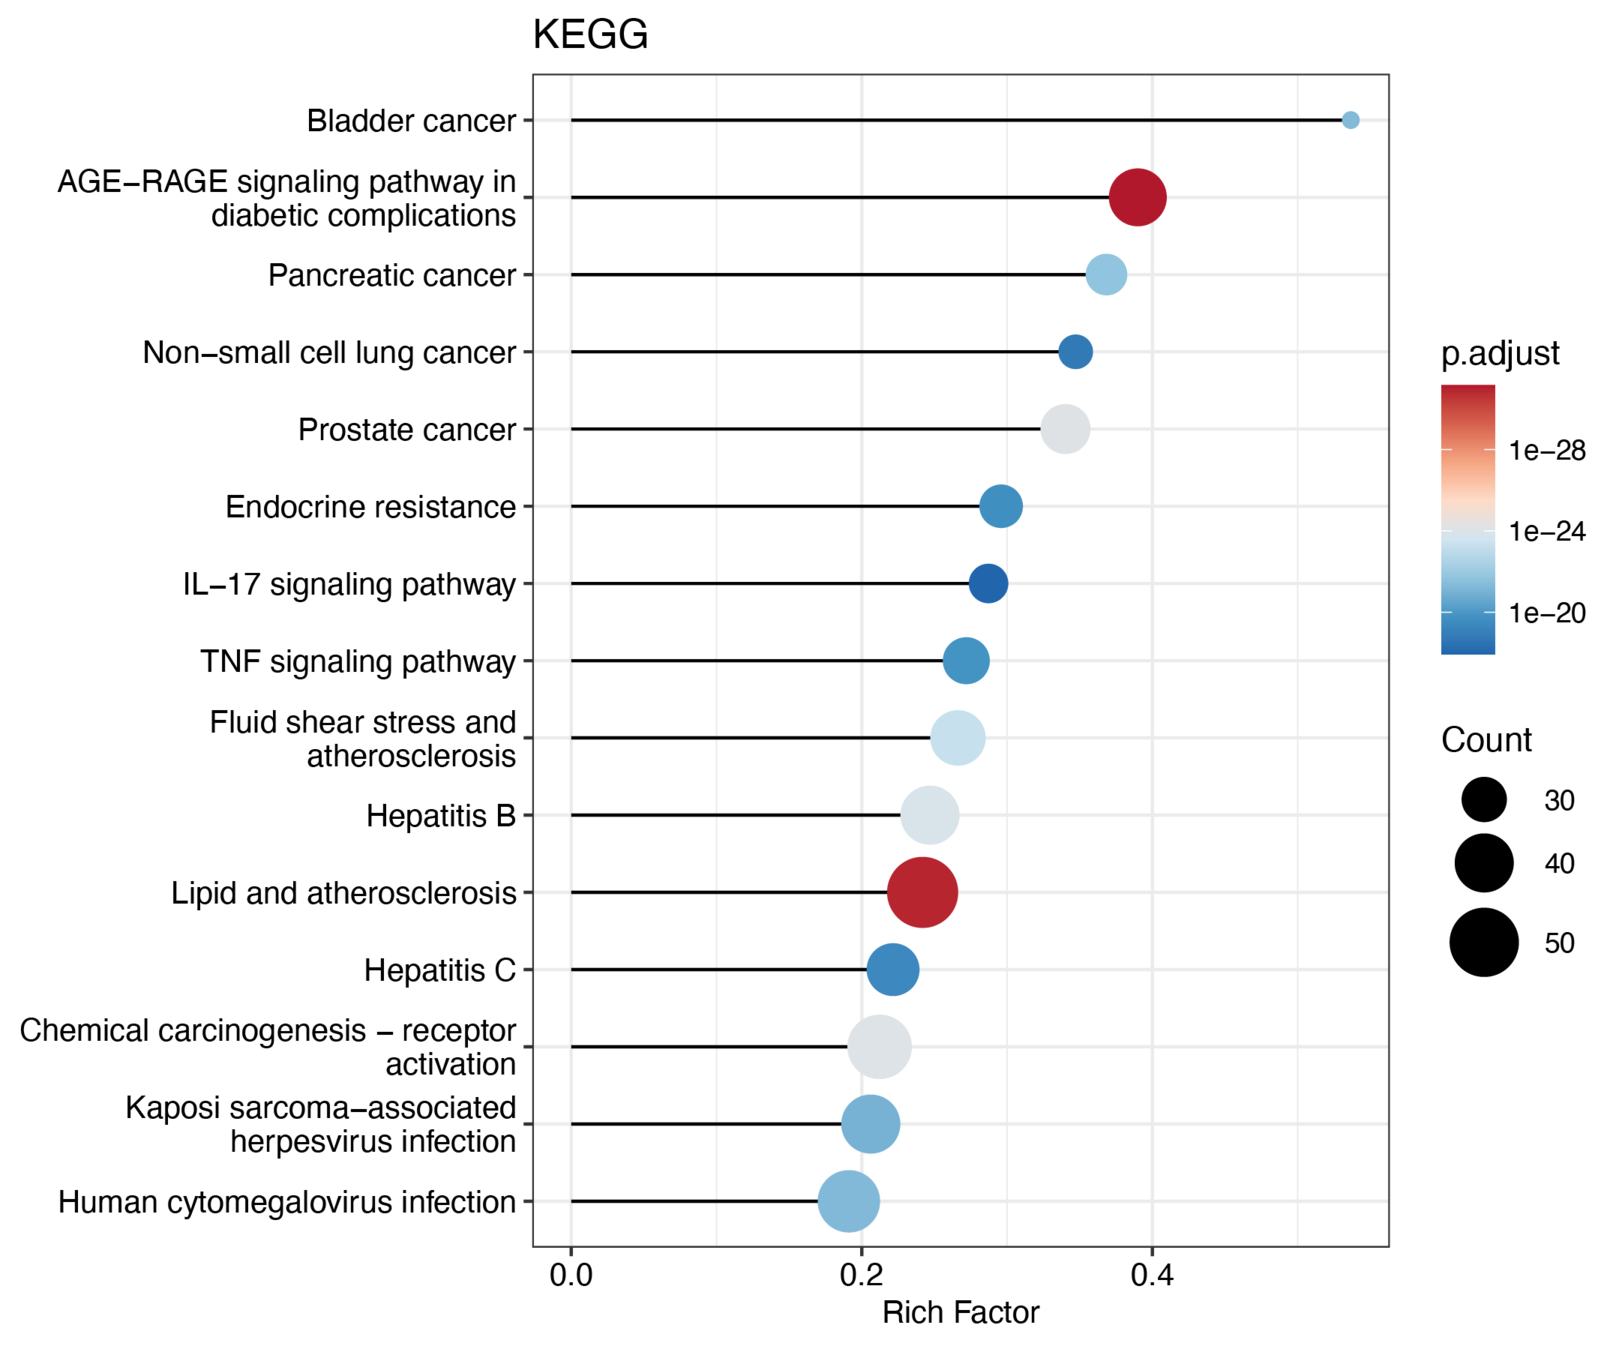 KEGG
Bladder cancer
AGE−RAGE signaling pathway in
diabetic complications
Pancreatic cancer
Non−small cell lung cancer
Prostate cancer
Endocrine resistance
IL−17 signaling pathway
TNF signaling pathway
Fluid shear stress and
atherosclerosis
Hepatitis B
Lipid and atherosclerosis
Hepatitis C
Chemical carcinogenesis − receptor
activation
Kaposi sarcoma−associated
herpesvirus infection
Human cytomegalovirus infection
0.0 0.2 0.4
Rich Factor
p.adjust
1e−28
1e−24
1e−20
Count
30
40
50